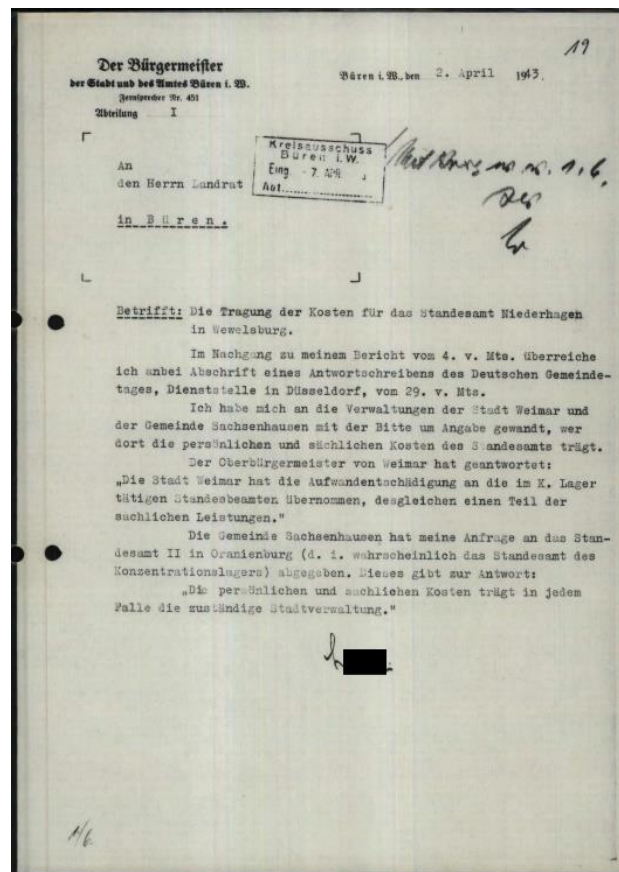 19
Der Bürgermeister
der Stadt und des Amtes Büren i. W.
Fernsprecher Nr. 451
Abteilung I
Büren i. W., den 2. April 1943.
Kreisausschuss
Büren i. W.
Eing. - 7. APR.
Abt.
An
den Herrn Landrat
in Büren.
Betrifft: Die Tragung der Kosten für das Standesamt Niederhagen
in Wewelsburg.
Im Nachgang zu meinem Bericht vom 4. v. Mts. überreiche
ich anbei Abschrift eines Antwortschreibens des Deutschen Gemeinde-
tages, Dienststelle in Düsseldorf, vom 29. v. Mts.
Ich habe mich an die Verwaltungen der Stadt Weimar und
der Gemeinde Sachsenhausen mit der Bitte um Angabe gewandt, wer
dort die persönlichen und sächlichen Kosten des Standesamts trägt.
Der Oberbürgermeister von Weimar hat geantwortet:
„Die Stadt Weimar hat die Aufwandentschädigung an die im K. Lager
tätigen Standesbeamten übernommen, desgleichen einen Teil der
sachlichen Leistungen."
Die Gemeinde Sachsenhausen hat meine Anfrage an das Stan-
desamt II in Oranienburg (d. i. wahrscheinlich das Standesamt des
Konzentrationslagers) abgegeben. Dieses gibt zur Antwort:
„Die persönlichen und sachlichen Kosten trägt in jedem
Falle die zuständige Stadtverwaltung."